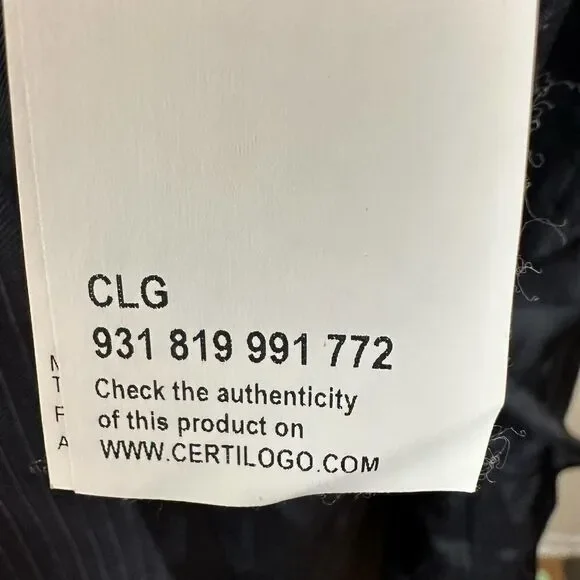 CLG
931 819 991 772
Check the authenticity
of this product on
WWW.CERTILOGO.COM